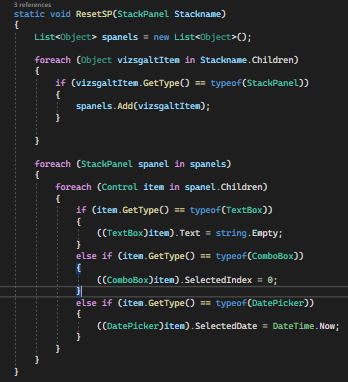 3 references
static void ResetSP(StackPanel Stackname)
{
List<Object> spanels = new List<Object>();
foreach (Object vizsgaltItem in Stackname.Children)
{
if (vizsgaltItem.GetType() == typeof(StackPanel))
{
spanels.Add(vizsgaltItem);
}
}
foreach (StackPanel spanel in spanels)
{
foreach (Control item in spanel.Children)
{
if (item.GetType() == typeof(TextBox))
{
((TextBox)item).Text = string.Empty;
}
else if (item.GetType() == typeof(ComboBox))
{
((ComboBox)item).SelectedIndex = 0;
}
else if (item.GetType() == typeof(DatePicker))
{
((DatePicker)item).SelectedDate = DateTime.Now;
}
}
}
}